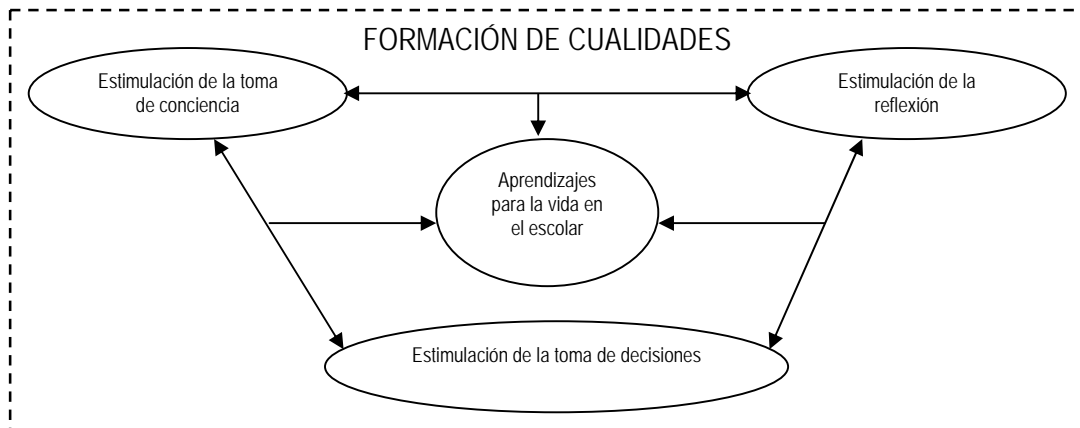 FORMACIÓN DE CUALIDADES
Estimulación de la toma
de conciencia
Estimulación de la
reflexión
Aprendizajes
para la vida en
el escolar
Estimulación de la toma de decisiones